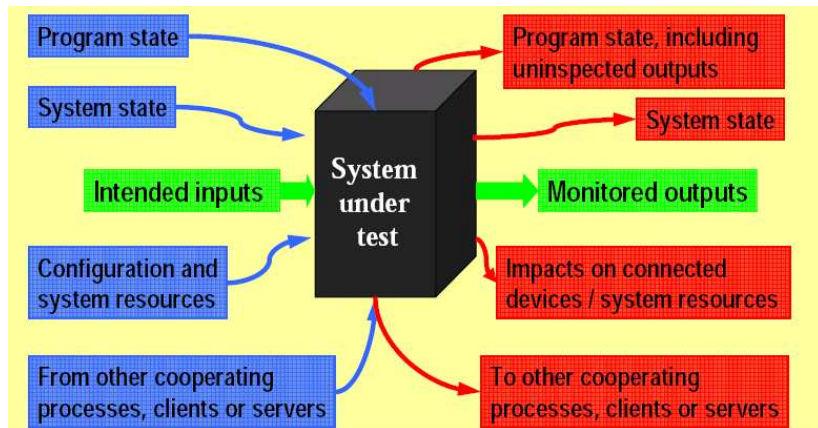 Program state
System state
Intended inputs
Configuration and
system resources
From other cooperating
processes, clients or servers
System
under
test
Program state, including
uninspected outputs
System state
Monitored outputs
Impacts on connected
devices / system resources
To other cooperating
processes, clients or servers